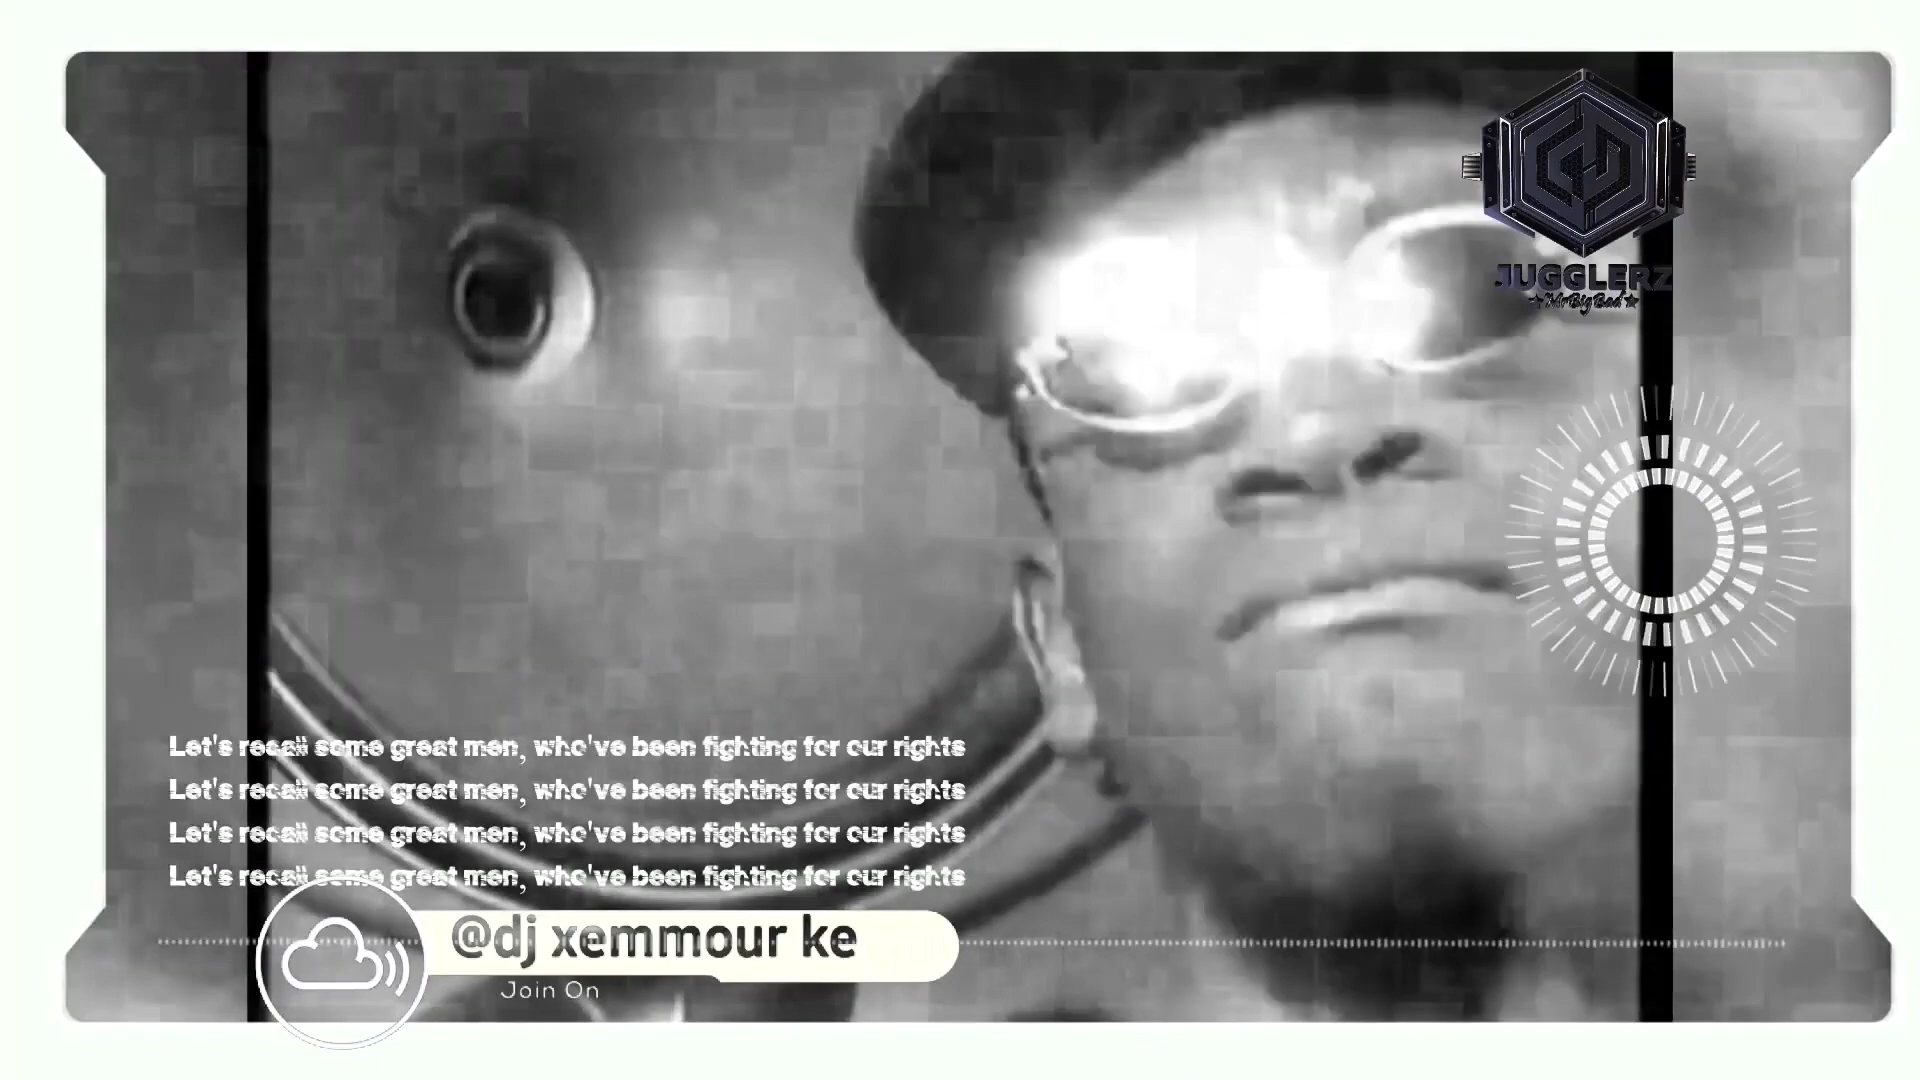 JUGGLERZ
MrBigBad
Let's recall some great men, who've been fighting for our rights
Let's recall some great men, who've been fighting for our rights
Let's recall some great men, who've been fighting for our rights
Let's recall some great men, who've been fighting for our rights
@dj xemmour ke
Join On